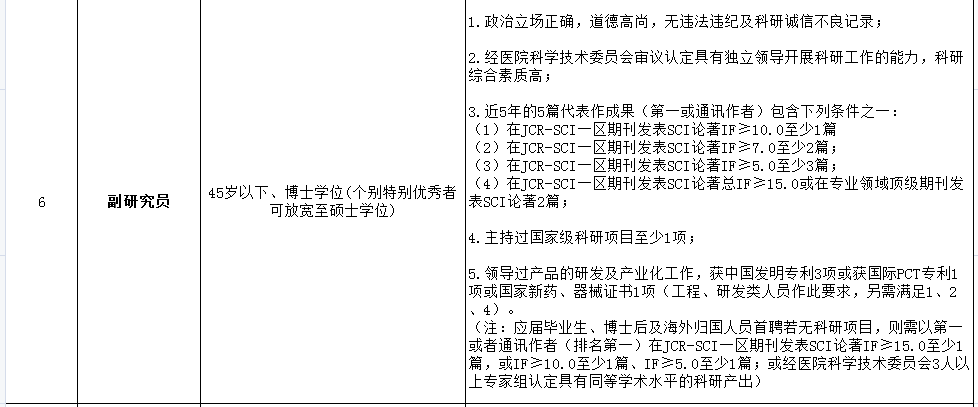 6
副研究员
45岁以下、博士学位(个别特别优秀者
可放宽至硕士学位)
1.政治立场正确，道德高尚，无违法违纪及科研诚信不良记录；
2.经医院科学技术委员会审议认定具有独立领导开展科研工作的能力，科研
综合素质高；
3.近5年的5篇代表作成果（第一或通讯作者）包含下列条件之一：
（1）在JCR-SCI一区期刊发表SCI论著IF≥10.0至少1篇
（2）在JCR-SCI一区期刊发表SCI论著IF≥7.0至少2篇；
（3）在JCR-SCI一区期刊发表SCI论著IF≥5.0至少3篇；
（4）在JCR-SCI一区期刊发表SCI论著总IF≥15.0或在专业领域顶级期刊发
表SCI论著2篇；
4.主持过国家级科研项目至少1项；
5.领导过产品的研发及产业化工作，获中国发明专利3项或获国际PCT专利1
项或国家新药、器械证书1项（工程、研发类人员作此要求，另需满足1、2
、4）。
（注：应届毕业生、博士后及海外归国人员首聘若无科研项目，则需以第一
或者通讯作者（排名第一）在JCR-SCI一区期刊发表SCI论著IF≥15.0至少1
篇，或IF≥10.0至少1篇、IF≥5.0至少1篇；或经医院科学技术委员会3人以
上专家组认定具有同等学术水平的科研产出）